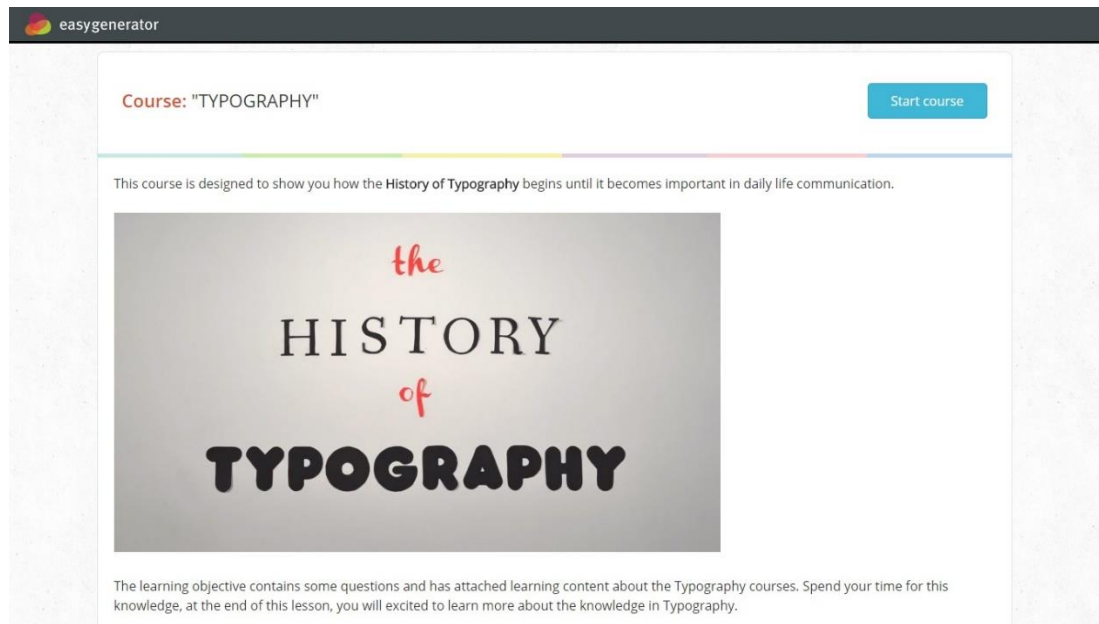 easygenerator
Course: "TYPOGRAPHY"
Start course
This course is designed to show you how the History of Typography begins until it becomes important in daily life communication.
the
HISTORY
of
TYPOGRAPHY
The learning objective contains some questions and has attached learning content about the Typography courses. Spend your time for this
knowledge, at the end of this lesson, you will excited to learn more about the knowledge in Typography.